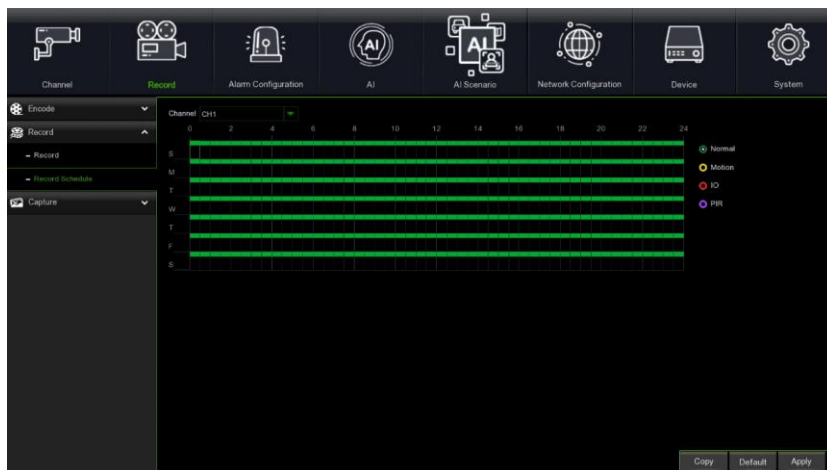 AI
AI
Channel
Record
Alarm Configuration
AI
AI Scenario
Network Configuration
Device
System
Encode
Record
Record
Record Schedule
Capture
Channel CH1
0 2 4 6 8 10 12 14 16 18 20 22 24
S
M
T
W
T
F
S
Normal
Motion
IO
PIR
Copy Default Apply